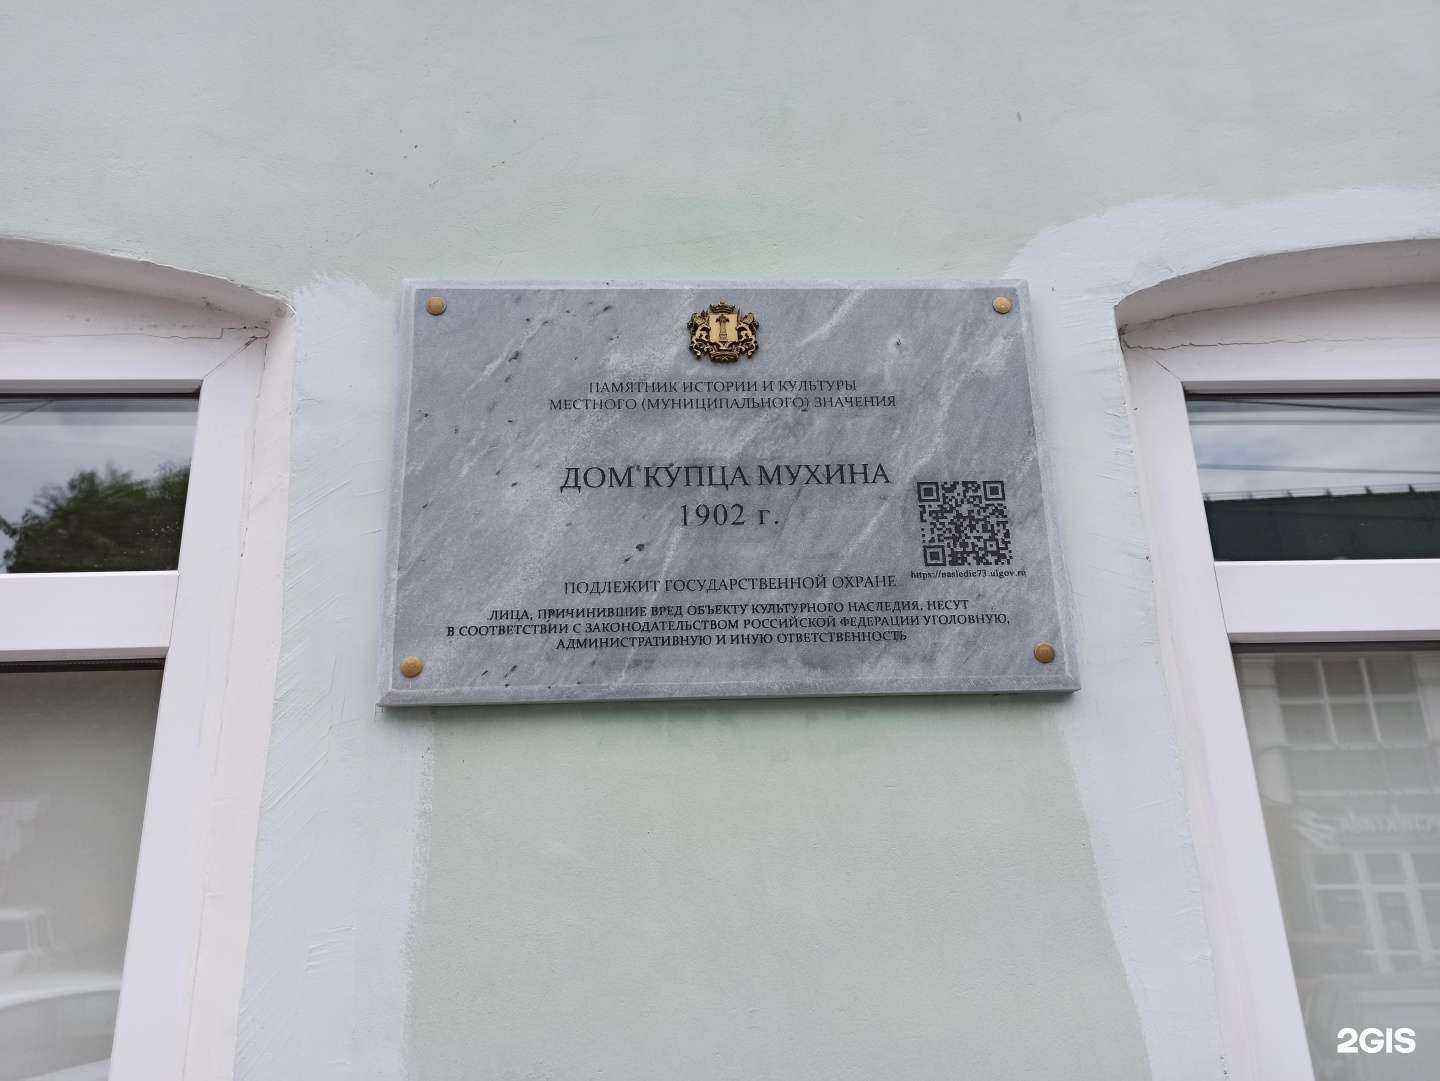 ПАМЯТНИК ИСТОРИИ И КУЛЬТУРЫ
МЕСТНОГО (МУНИЦИПАЛЬНОГО) ЗНАЧЕНИЯ
ДОМ КУПЦА МУХИНА
1902 г.
https://nasledie73.ulgov.ru
ПОДЛЕЖИТ ГОСУДАРСТВЕННОЙ ОХРАНЕ
ЛИЦА, ПРИЧИНИВШИЕ ВРЕД ОБЪЕКТУ КУЛЬТУРНОГО НАСЛЕДИЯ, НЕСУТ
В СООТВЕТСТВИИ С ЗАКОНОДАТЕЛЬСТВОМ РОССИЙСКОЙ ФЕДЕРАЦИИ УГОЛОВНУЮ,
АДМИНИСТРАТИВНУЮ И ИНУЮ ОТВЕТСТВЕННОСТЬ
2GIS